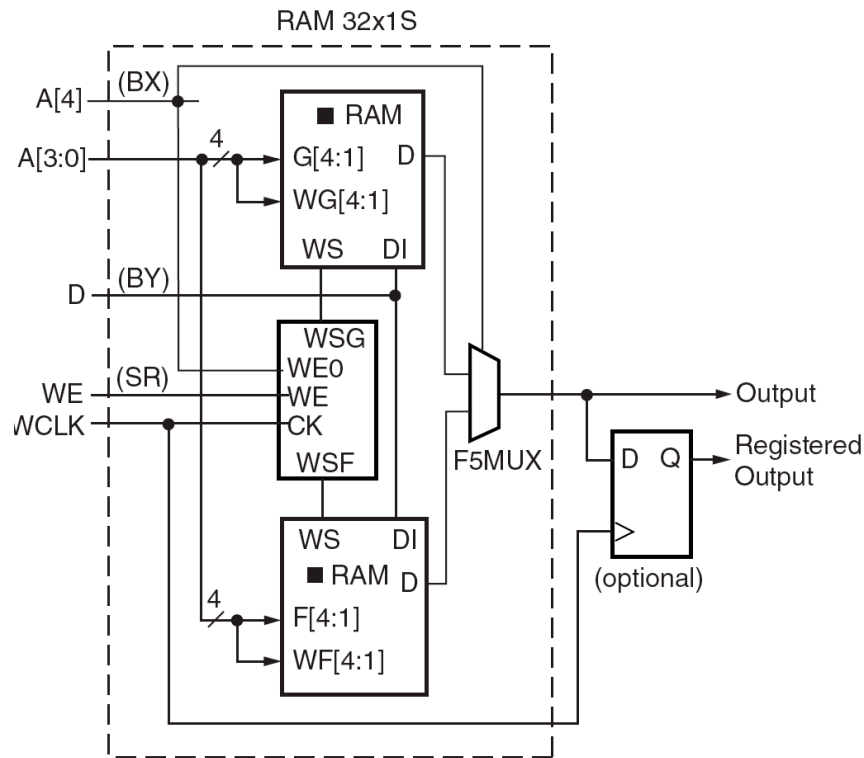 RAM 32x1S
A[4]
(BX)
A[3:0]
4
RAM
G[4:1]
D
WG[4:1]
WS
DI
D
(BY)
WSG
WE0
WE
(SR)
WE
WCLK
CK
WSF
F5MUX
Output
D
Q
Registered
Output
(optional)
WS
DI
RAM
D
4
F[4:1]
WF[4:1]